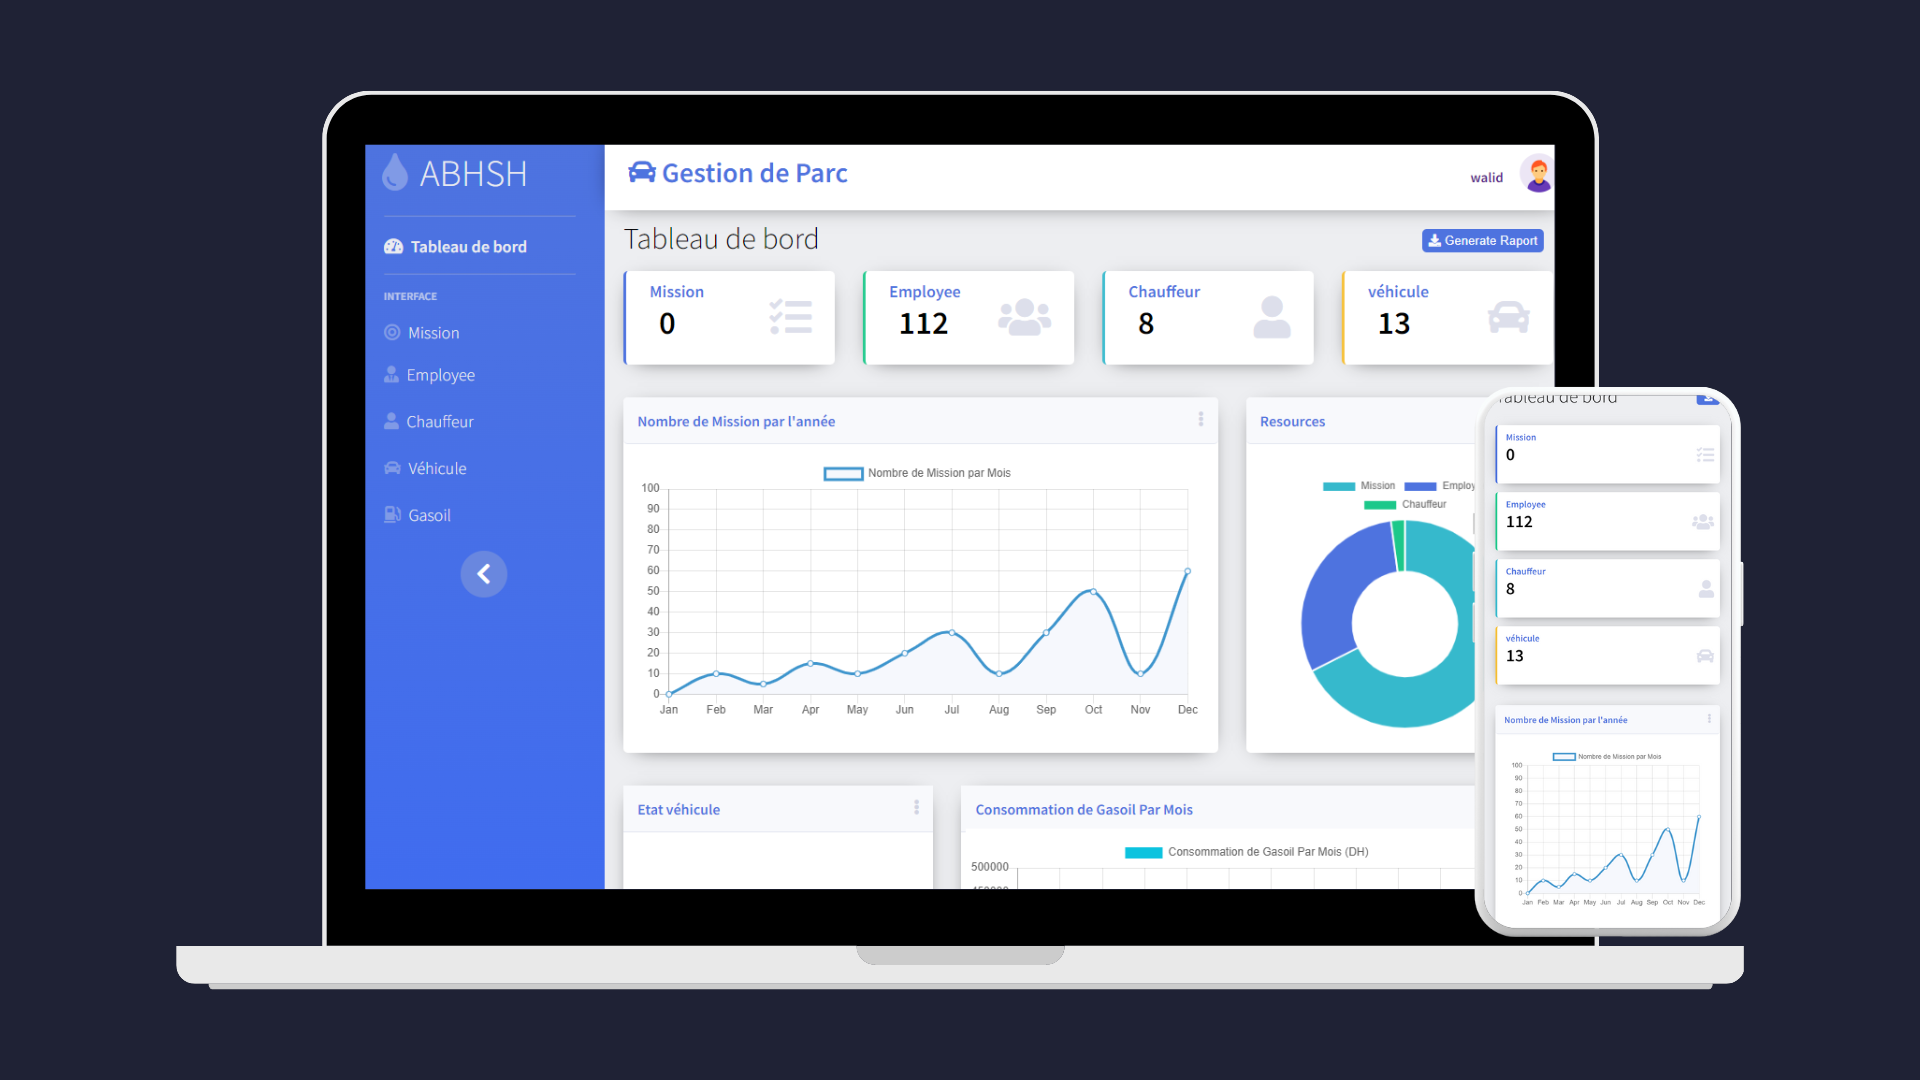 ABHSH
Gestion de Parc
walid
Tableau de bord
INTERFACE
Mission
Employee
Chauffeur
Véhicule
Gasoil
Tableau de bord
Generate Raport
Mission
0
Employee
112
Chauffeur
8
véhicule
13
Nombre de Mission par l'année
Nombre de Mission par Mois
100
90
80
70
60
50
40
30
20
10
0
Jan Feb Mar Apr May Jun Jul Aug Sep Oct Nov Dec
Resources
Mission Employ
Chauffeur
Etat véhicule
Consommation de Gasoil Par Mois
Consommation de Gasoil Par Mois (DH)
500000
450000
Tableau de bord
Mission
0
Employee
112
Chauffeur
8
véhicule
13
Nombre de Mission par l'année
Nombre de Mission par Mois
100
90
80
70
60
50
40
30
20
10
0
Jan Feb Mar Apr May Jun Jul Aug Sep Oct Nov Dec